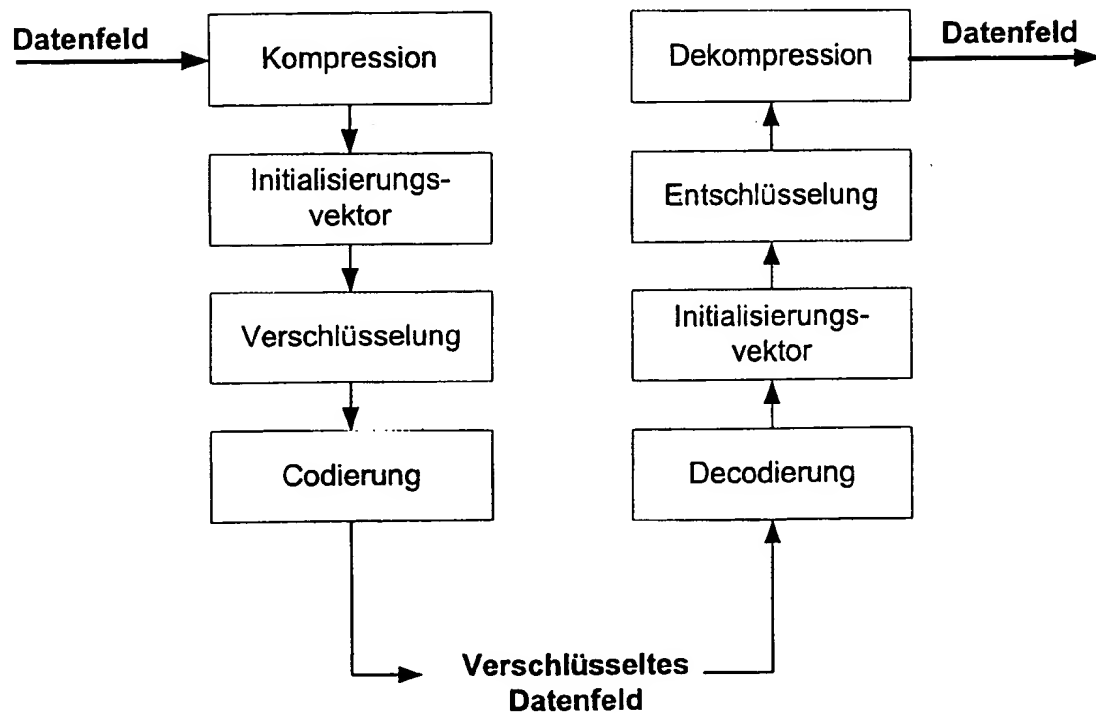 Datenfeld
Kompression
Initialisierungs-
vektor
Verschlüsselung
Codierung
Verschlüsseltes
Datenfeld
Decodierung
Initialisierungs-
vektor
Entschlüsselung
Dekompression
Datenfeld